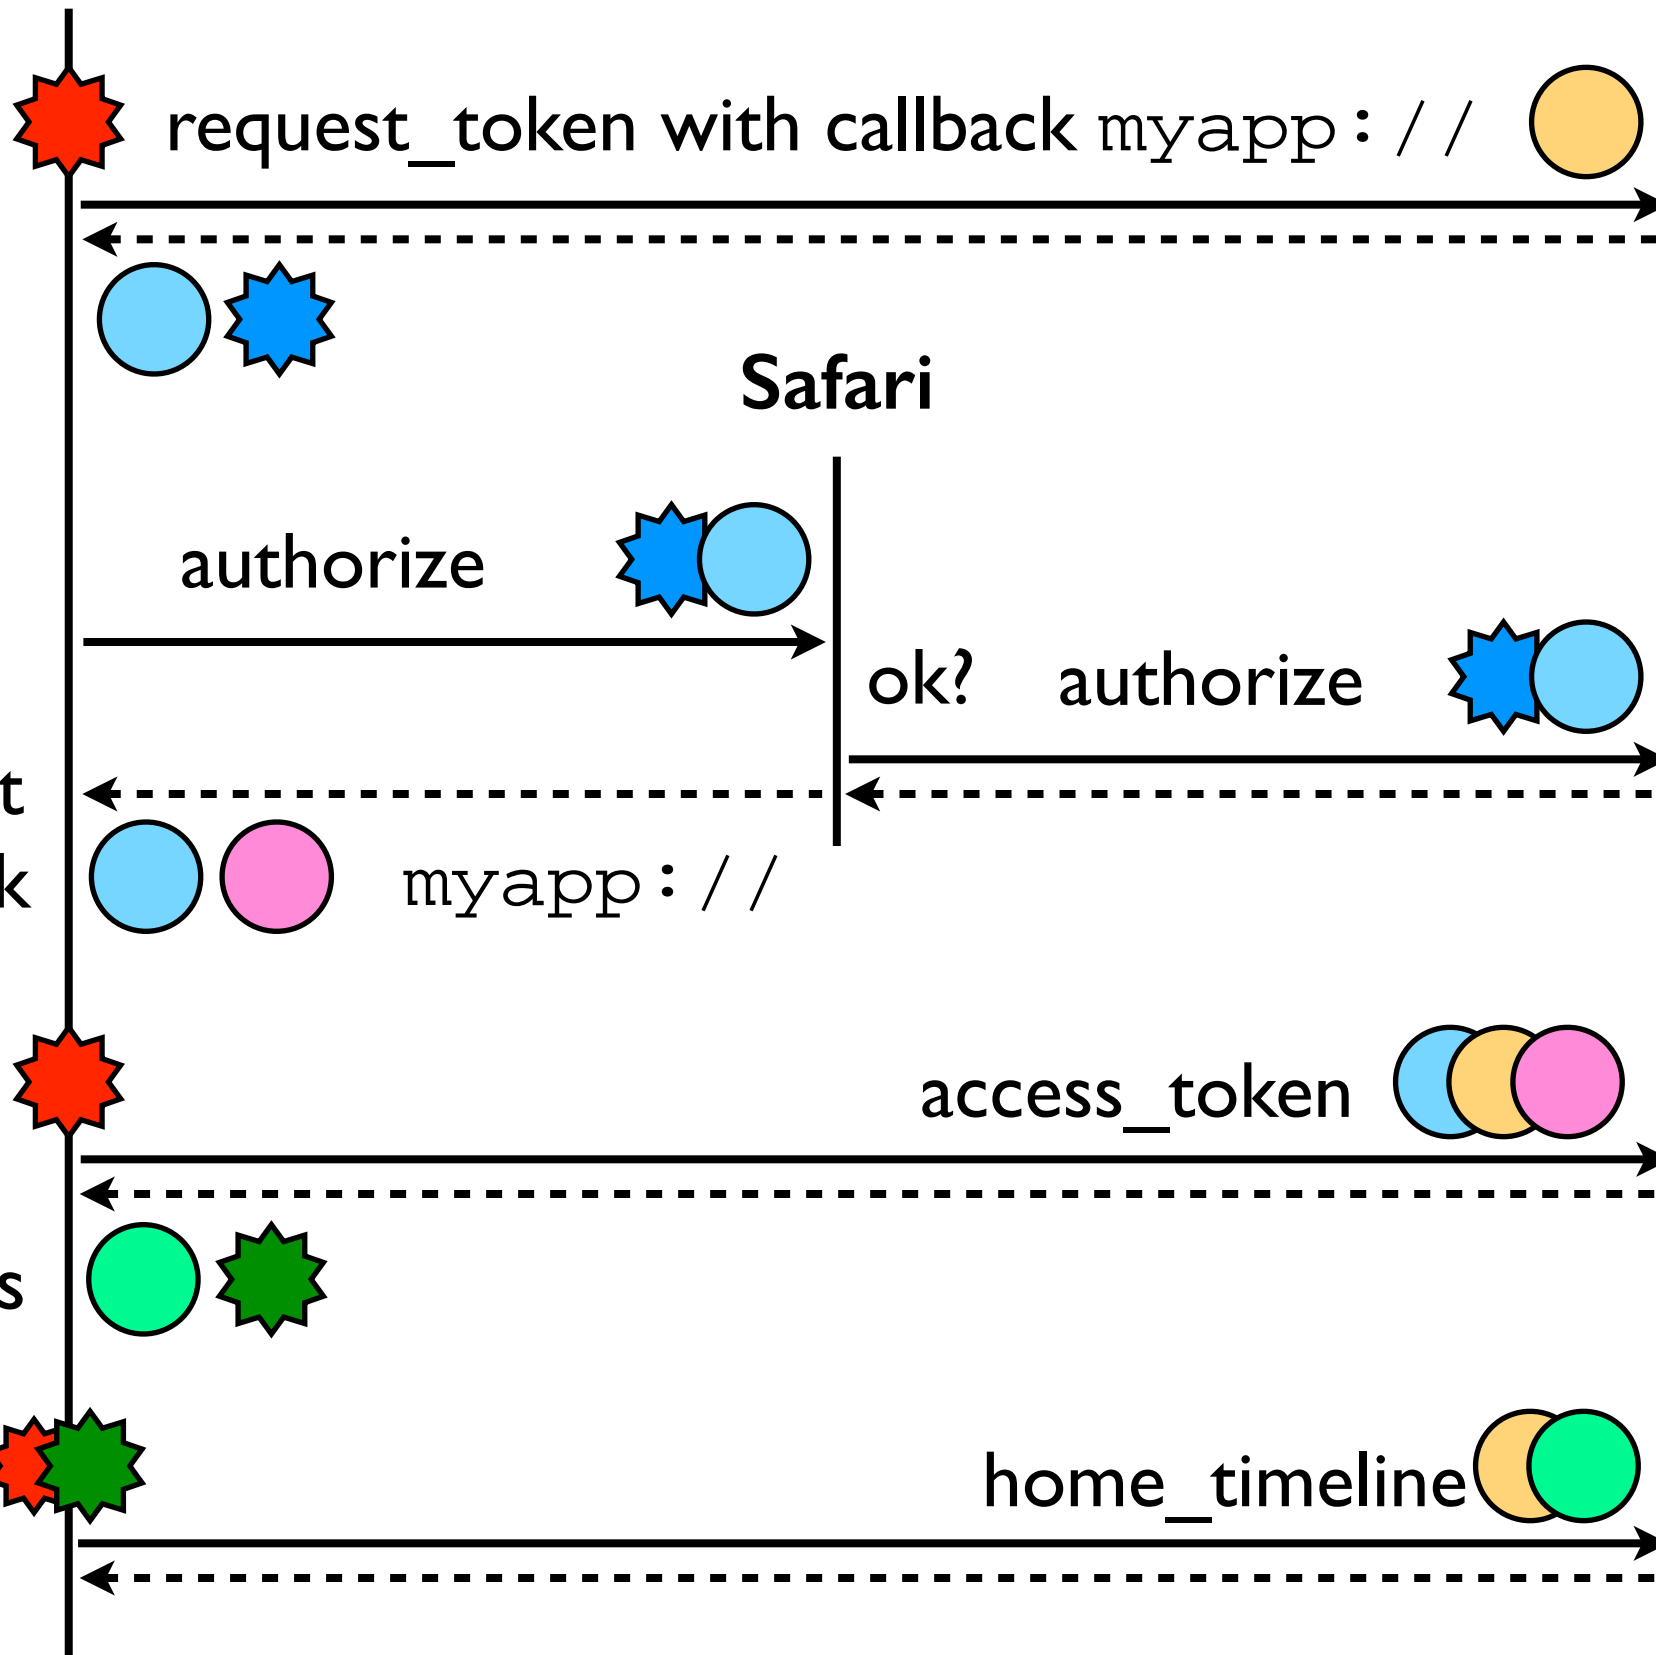 request_token with callback myapp://
Safari
authorize
ok? authorize
t
k myapp://
access_token
s
home_timeline